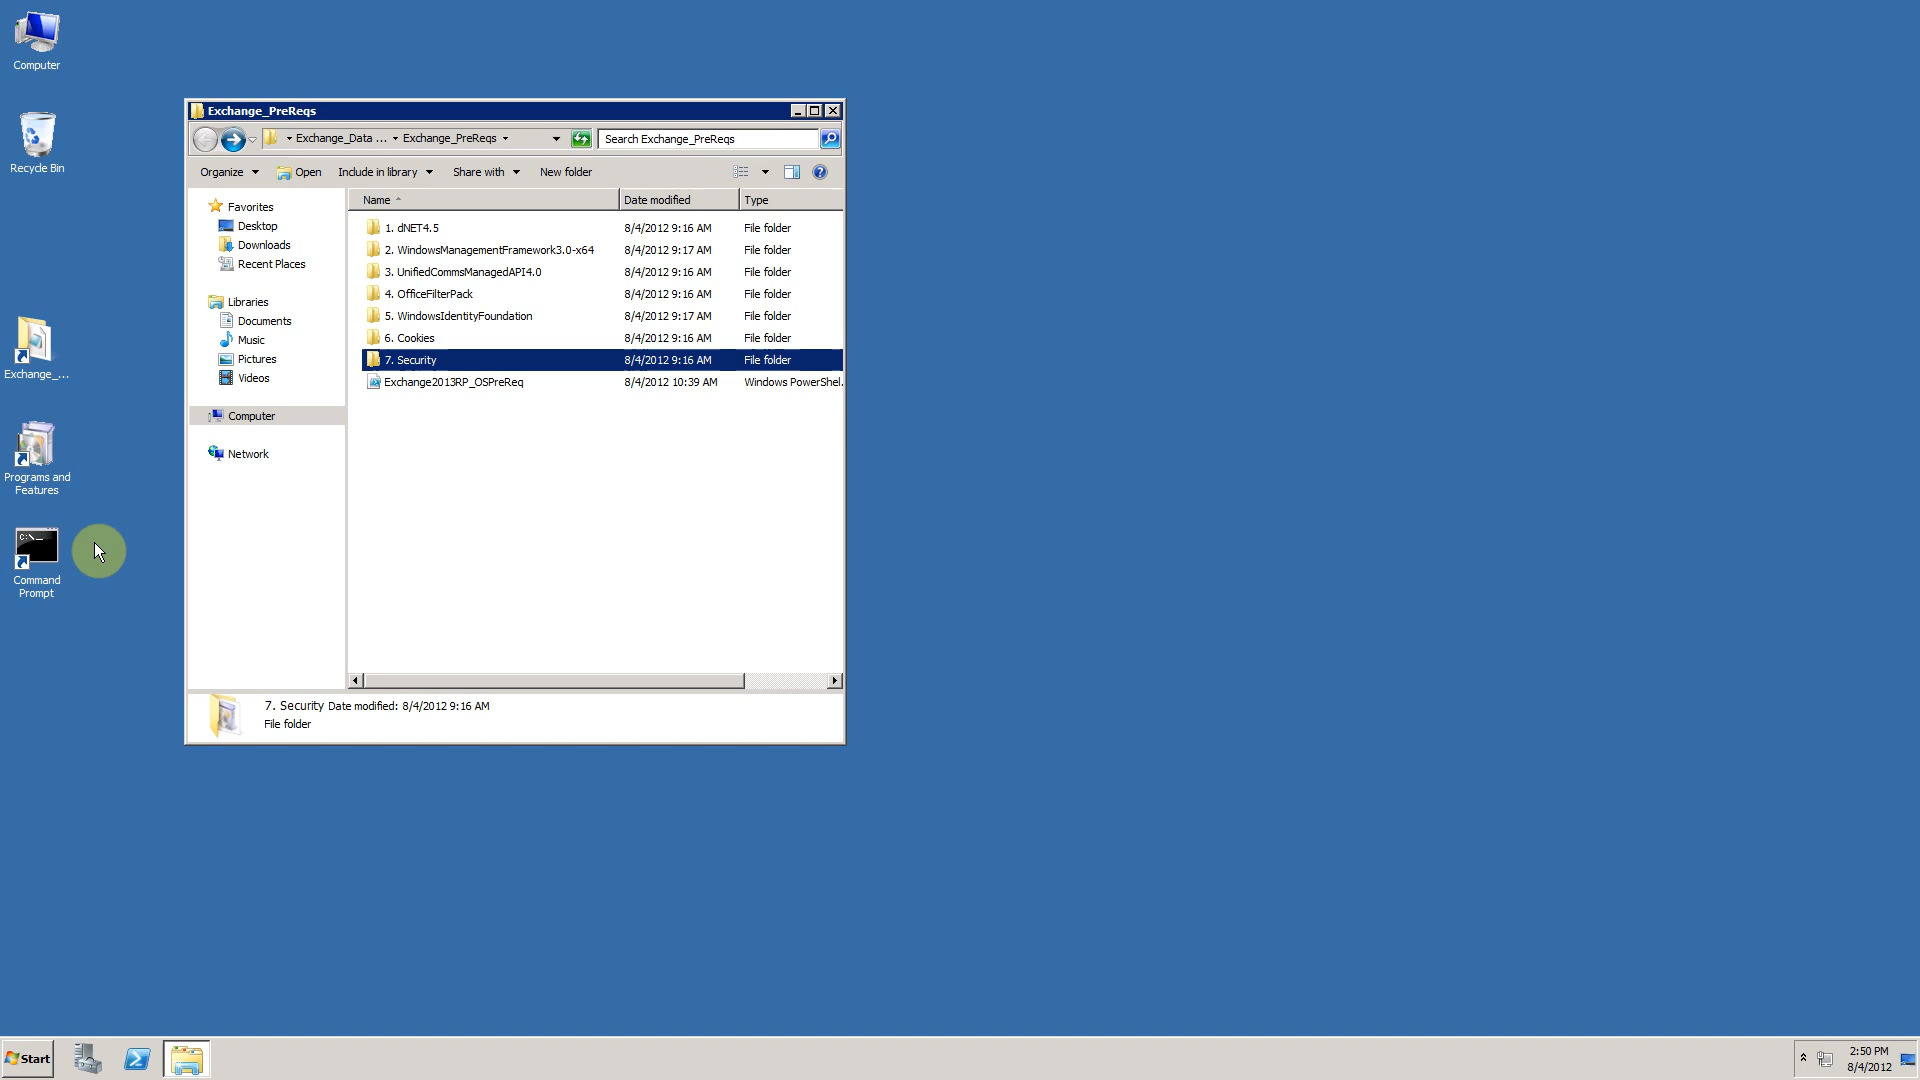 Computer
Recycle Bin
Exchange_...
Programs and
Features
C:\_
Command
Prompt
Exchange_PreReqs
Exchange_Data ... Exchange_PreReqs
Search Exchange_PreReqs
Organize Open Include in library Share with New folder
Favorites
Desktop
Downloads
Recent Places
Libraries
Documents
Music
Pictures
Videos
Computer
Network
Name Date modified Type
1. dNET4.5 8/4/2012 9:16 AM File folder
2. WindowsManagementFramework3.0-x64 8/4/2012 9:17 AM File folder
3. UnifiedCommsManagedAPI4.0 8/4/2012 9:16 AM File folder
4. OfficeFilterPack 8/4/2012 9:16 AM File folder
5. WindowsIdentityFoundation 8/4/2012 9:17 AM File folder
6. Cookies 8/4/2012 9:16 AM File folder
7. Security 8/4/2012 9:16 AM File folder
Exchange2013RP_OSPreReq 8/4/2012 10:39 AM Windows PowerShel.
7. Security Date modified: 8/4/2012 9:16 AM
File folder
Start
2:50 PM
8/4/2012